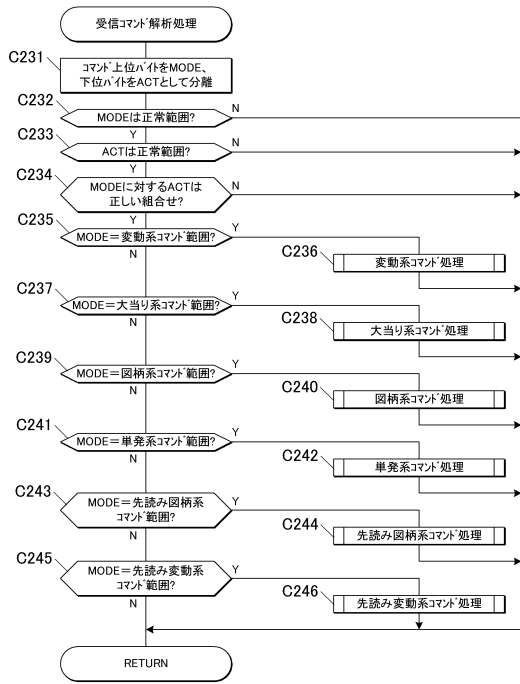 受信コマンド解析処理
C231
コマンド上位バイトをMODE、
下位バイトをACTとして分離
C232
MODEは正常範囲?
N
Y
C233
ACTは正常範囲?
N
Y
C234
MODEに対するACTは
正しい組合せ?
N
Y
C235
MODE=変動系コマンド範囲?
Y
N
C236
変動系コマンド処理
C237
MODE=大当り系コマンド範囲?
Y
N
C238
大当り系コマンド処理
C239
MODE=図柄系コマンド範囲?
Y
N
C240
図柄系コマンド処理
C241
MODE=単発系コマンド範囲?
Y
N
C242
単発系コマンド処理
C243
MODE=先読み図柄系
コマンド範囲?
Y
N
C244
先読み図柄系コマンド処理
C245
MODE=先読み変動系
コマンド範囲?
Y
N
C246
先読み変動系コマンド処理
RETURN